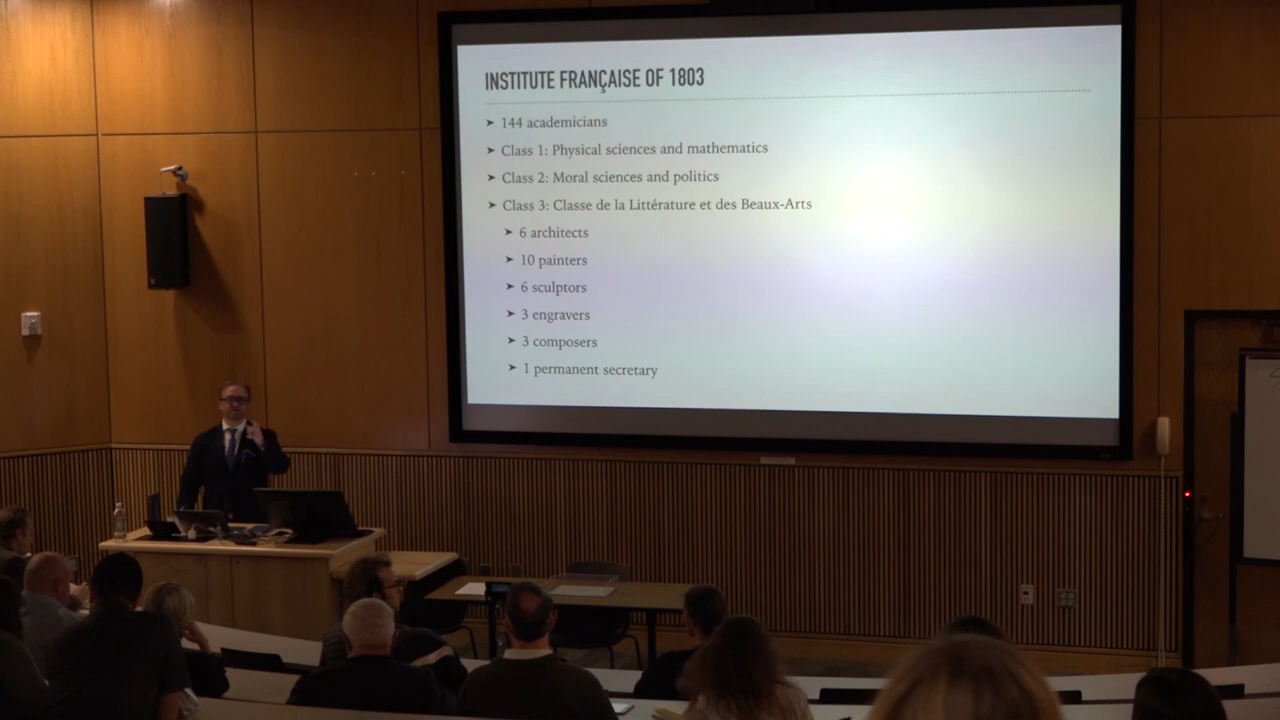 INSTITUTE FRANÇAISE OF 1803
➤ 144 academicians
➤ Class 1: Physical sciences and mathematics
➤ Class 2: Moral sciences and politics
➤ Class 3: Classe de la Littérature et des Beaux-Arts
➤ 6 architects
➤ 10 painters
➤ 6 sculptors
➤ 3 engravers
➤ 3 composers
➤ 1 permanent secretary